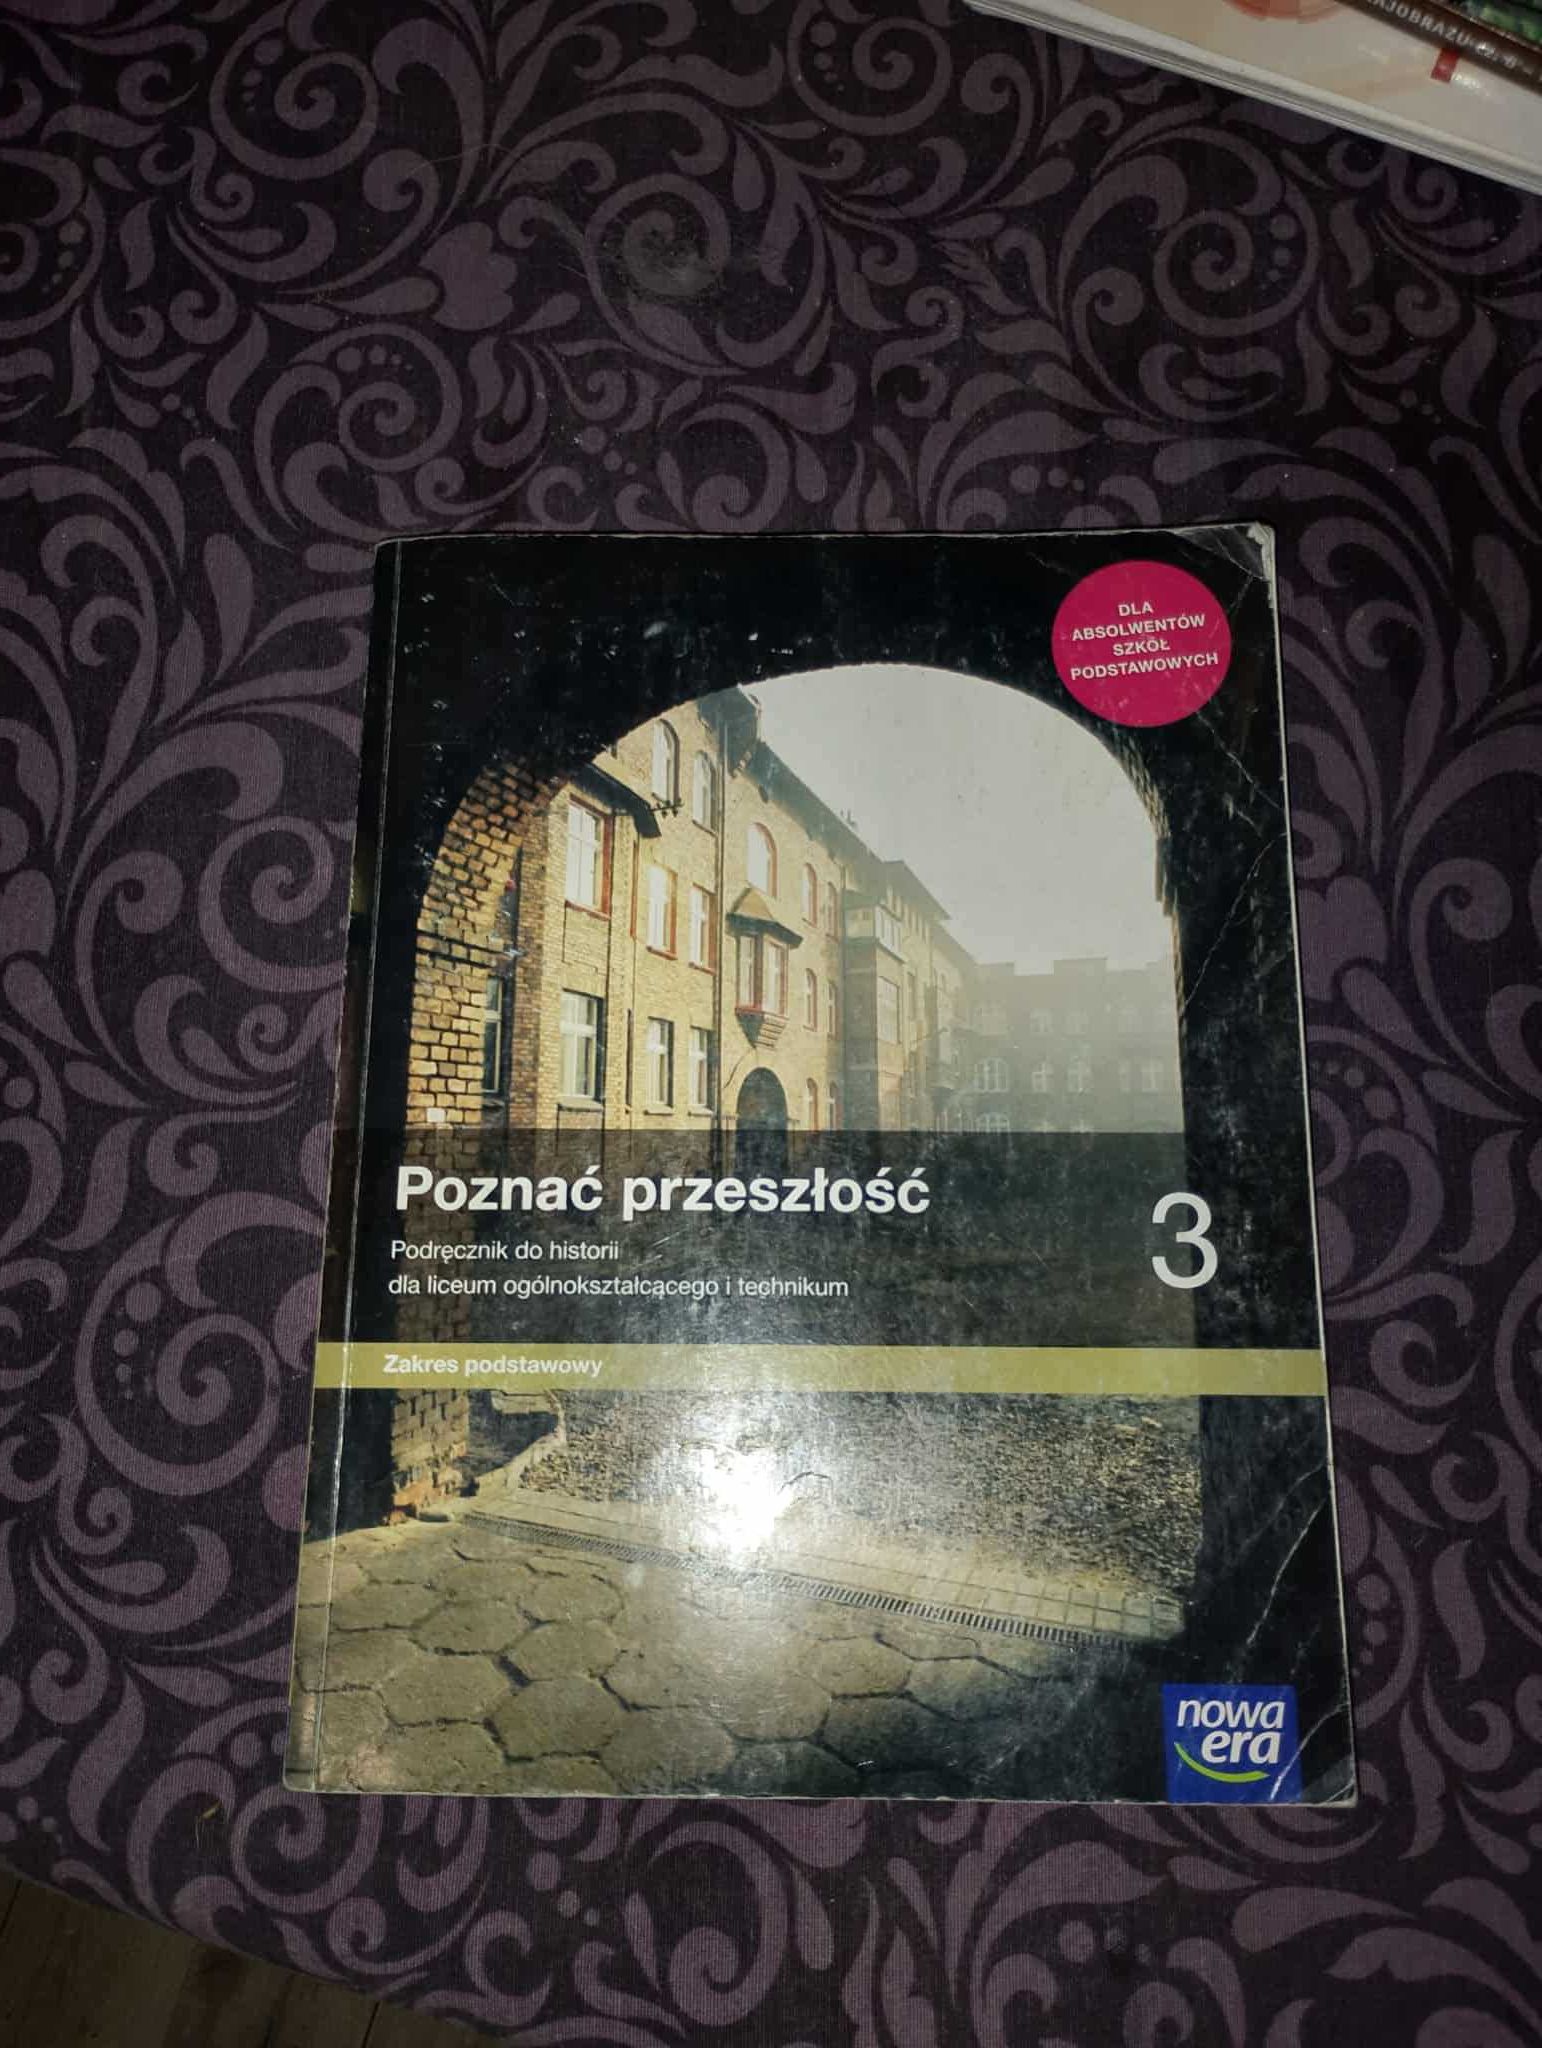 DLA
ABSOLWENTÓW
SZKÓŁ
PODSTAWOWYCH
Poznać przeszłość
3
Podręcznik do historii
dla liceum ogólnokształcącego i technikum
Zakres podstawowy
nowa
era